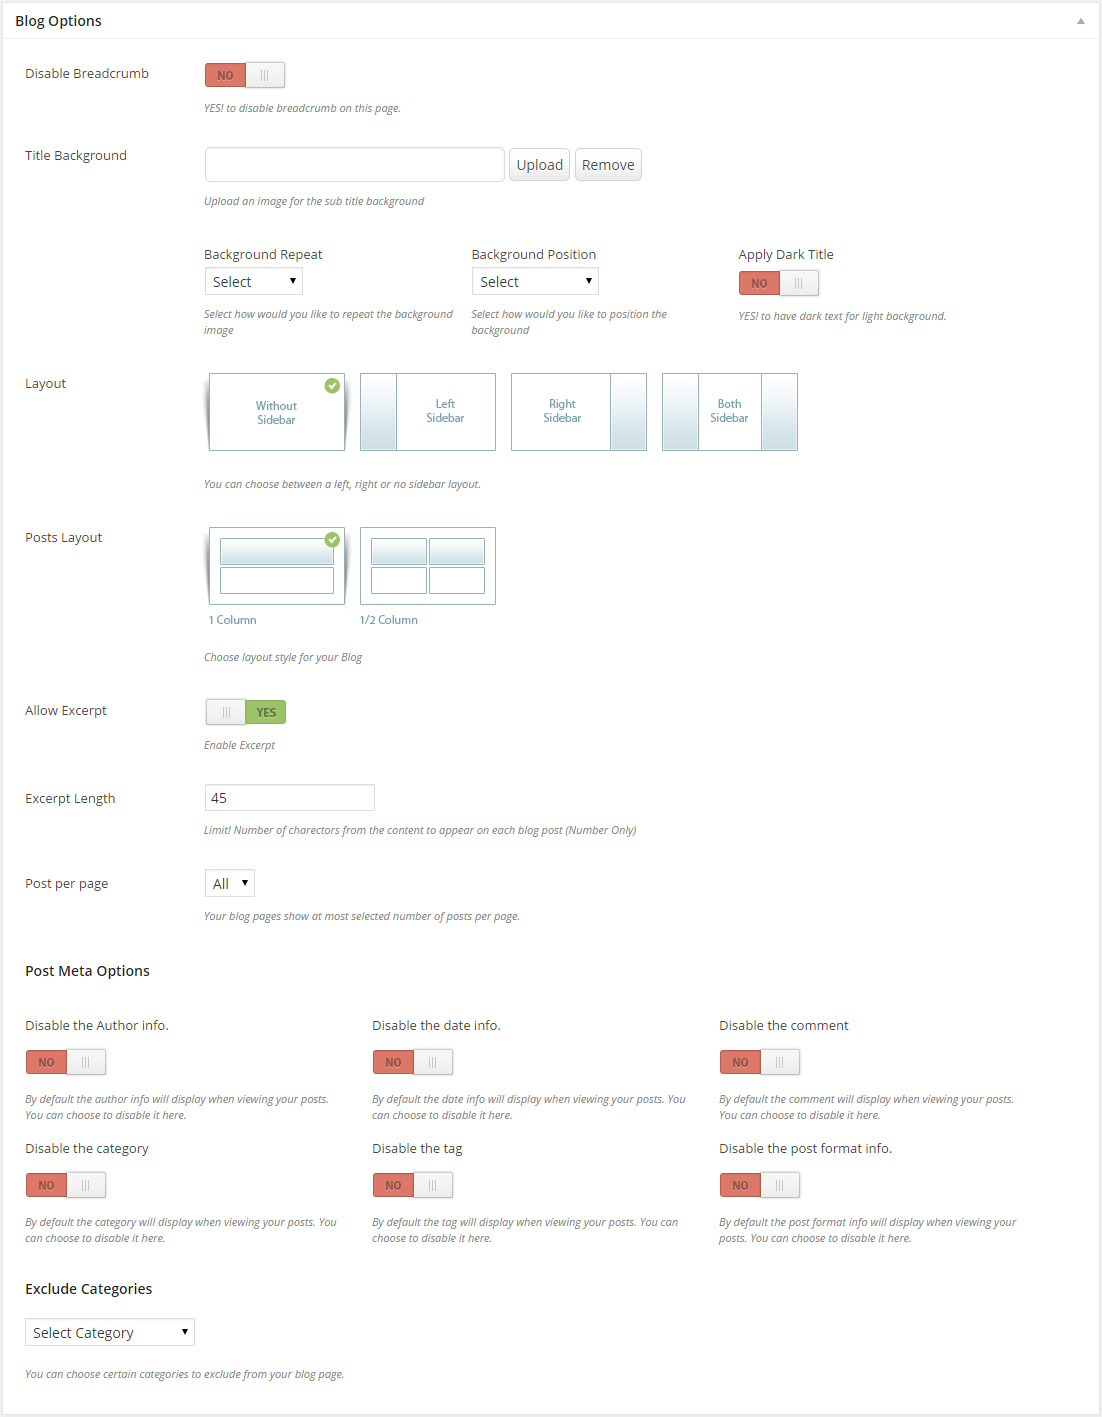 Blog Options
Disable Breadcrumb
NO
YES! to disable breadcrumb on this page.
Title Background
Upload Remove
Upload an image for the sub title background
Background Repeat
Select
Select how would you like to repeat the background
image
Background Position
Select
Select how would you like to position the
background
Apply Dark Title
NO
YES! to have dark text for light background.
Layout
Without
Sidebar
Left
Sidebar
Right
Sidebar
Both
Sidebar
You can choose between a left, right or no sidebar layout.
Posts Layout
1 Column
1/2 Column
Choose layout style for your Blog
Allow Excerpt
YES
Enable Excerpt
Excerpt Length
45
Limit! Number of charectors from the content to appear on each blog post (Number Only)
Post per page
All
Your blog pages show at most selected number of posts per page.
Post Meta Options
Disable the Author info.
NO
By default the author info will display when viewing your posts.
You can choose to disable it here.
Disable the date info.
NO
By default the date info will display when viewing your posts. You
can choose to disable it here.
Disable the comment
NO
By default the comment will display when viewing your posts.
You can choose to disable it here.
Disable the category
NO
By default the category will display when viewing your posts. You
can choose to disable it here.
Disable the tag
NO
By default the tag will display when viewing your posts. You can
choose to disable it here.
Disable the post format info.
NO
By default the post format info will display when viewing your
posts. You can choose to disable it here.
Exclude Categories
Select Category
You can choose certain categories to exclude from your blog page.